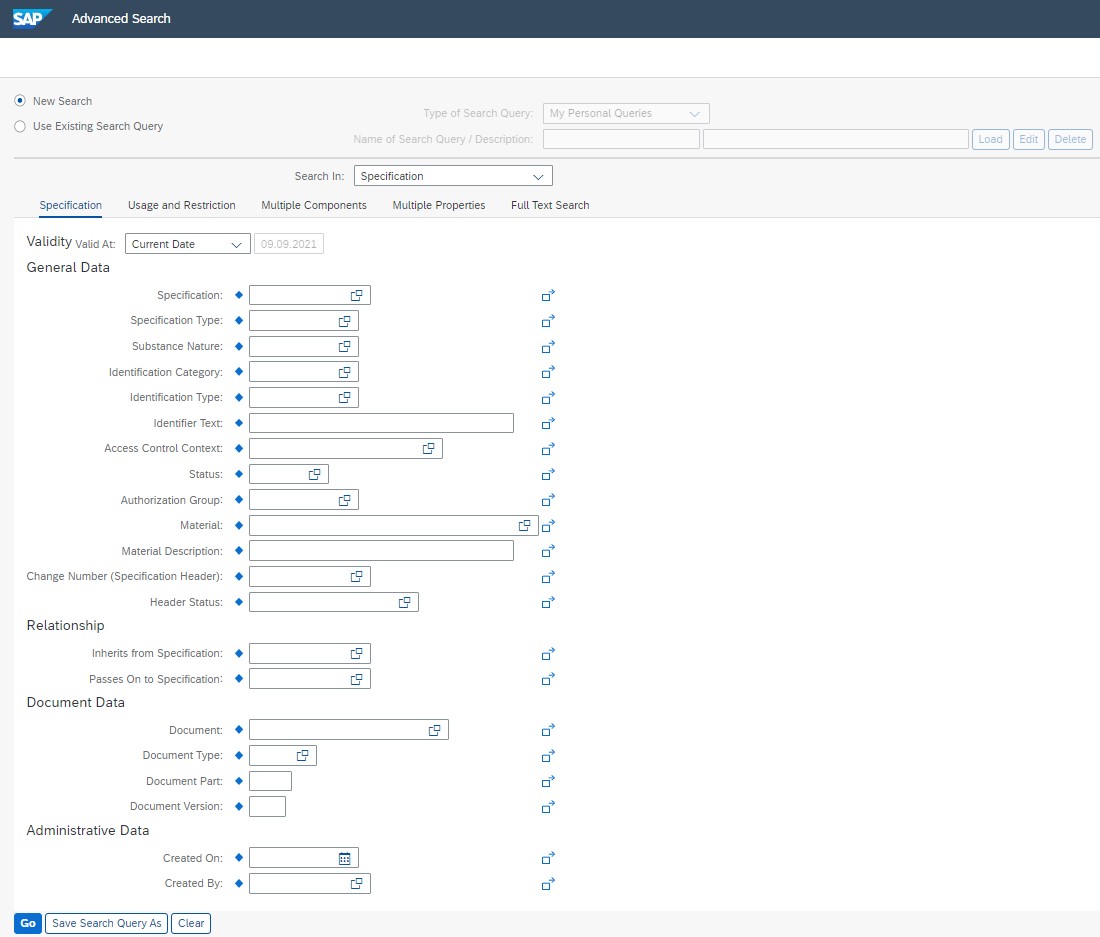 SAP Advanced Search
New Search
Type of Search Query: My Personal Queries
Use Existing Search Query
Name of Search Query / Description: Load Edit Delete
Search In: Specification
Specification Usage and Restriction Multiple Components Multiple Properties Full Text Search
Validity Valid At: Current Date 09.09.2021
General Data
Specification:
Specification Type:
Substance Nature:
Identification Category:
Identification Type:
Identifier Text:
Access Control Context:
Status:
Authorization Group:
Material:
Material Description:
Change Number (Specification Header):
Header Status:
Relationship
Inherits from Specification:
Passes On to Specification:
Document Data
Document:
Document Type:
Document Part:
Document Version:
Administrative Data
Created On:
Created By:
Go Save Search Query As Clear